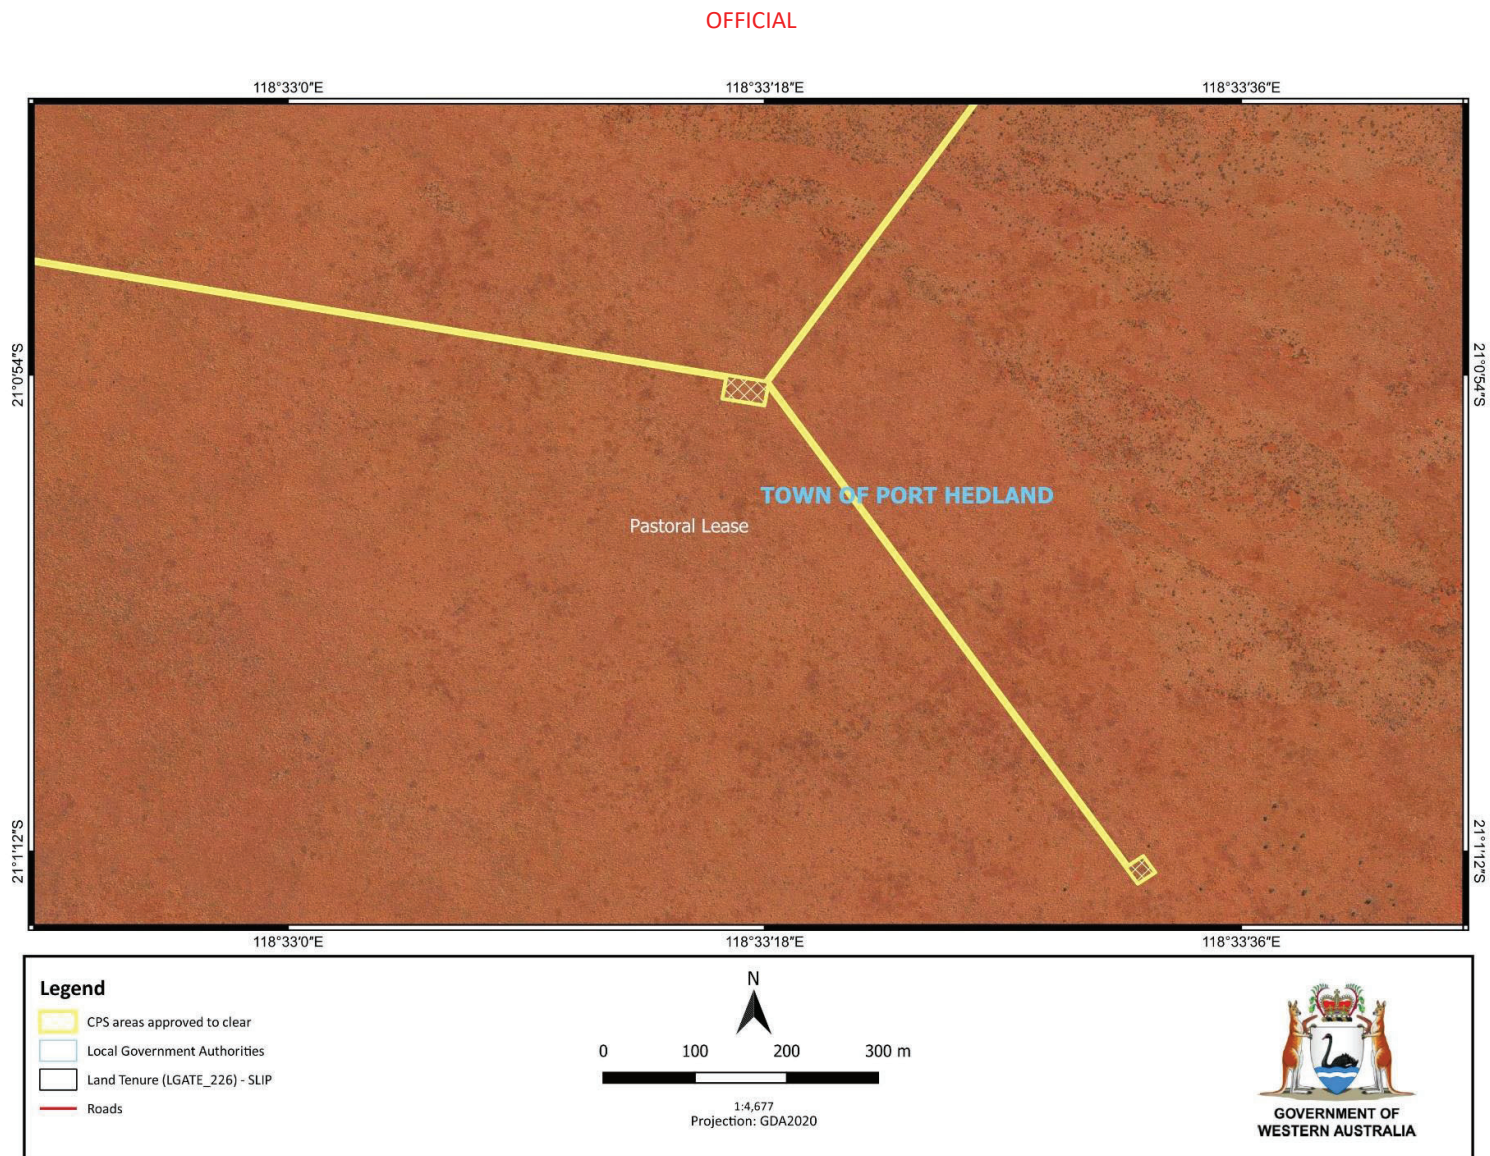 OFFICIAL
118°33'0"E
118°33'18"E
118°33'36"E
21°0'54"S
21°0'54"S
TOWN OF PORT HEDLAND
Pastoral Lease
21°1'12"S
21°1'12"S
118°33'0"E
118°33'18"E
118°33'36"E
Legend
CPS areas approved to clear
Local Government Authorities
Land Tenure (LGATE_226) - SLIP
Roads
N
0 100 200 300 m
1:4,677
Projection: GDA2020
GOVERNMENT OF
WESTERN AUSTRALIA